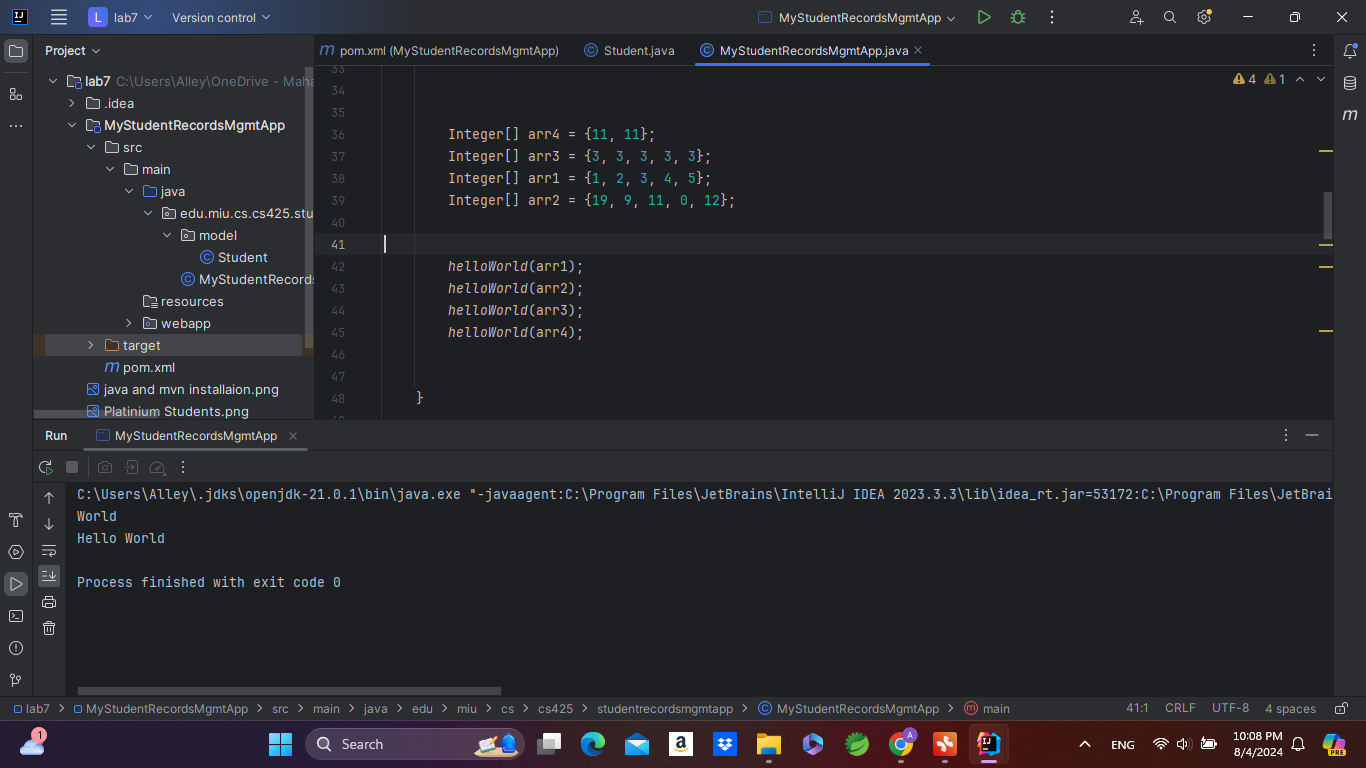 L lab7 Version control MyStudentRecordsMgmtApp
Project
pom.xml (MyStudentRecordsMgmtApp) Student.java MyStudentRecordsMgmtApp.java
lab7 C:\Users\Alley\OneDrive - Maha
.idea
MyStudentRecordsMgmtApp
src
main
java
edu.miu.cs.cs425.stu
model
Student
MyStudentRecords
resources
webapp
target
pom.xml
java and mvn installaion.png
Platinium Students.png
4 1
33
34
35
36 Integer[] arr4 = {11, 11};
37 Integer[] arr3 = {3, 3, 3, 3, 3};
38 Integer[] arr1 = {1, 2, 3, 4, 5};
39 Integer[] arr2 = {19, 9, 11, 0, 12};
40
41
42 helloWorld(arr1);
43 helloWorld(arr2);
44 helloWorld(arr3);
45 helloWorld(arr4);
46
47
48 }
Run MyStudentRecordsMgmtApp
C:\Users\Alley\.jdks\openjdk-21.0.1\bin\java.exe "-javaagent:C:\Program Files\JetBrains\IntelliJ IDEA 2023.3.3\lib\idea_rt.jar=53172:C:\Program Files\JetBrai
World
Hello World
Process finished with exit code 0
lab7 > MyStudentRecordsMgmtApp > src > main > java > edu > miu > cs > cs425 > studentrecordsmgmtapp > MyStudentRecordsMgmtApp > main 41:1 CRLF UTF-8 4 spaces
1 Search ENG 10:08 PM
8/4/2024